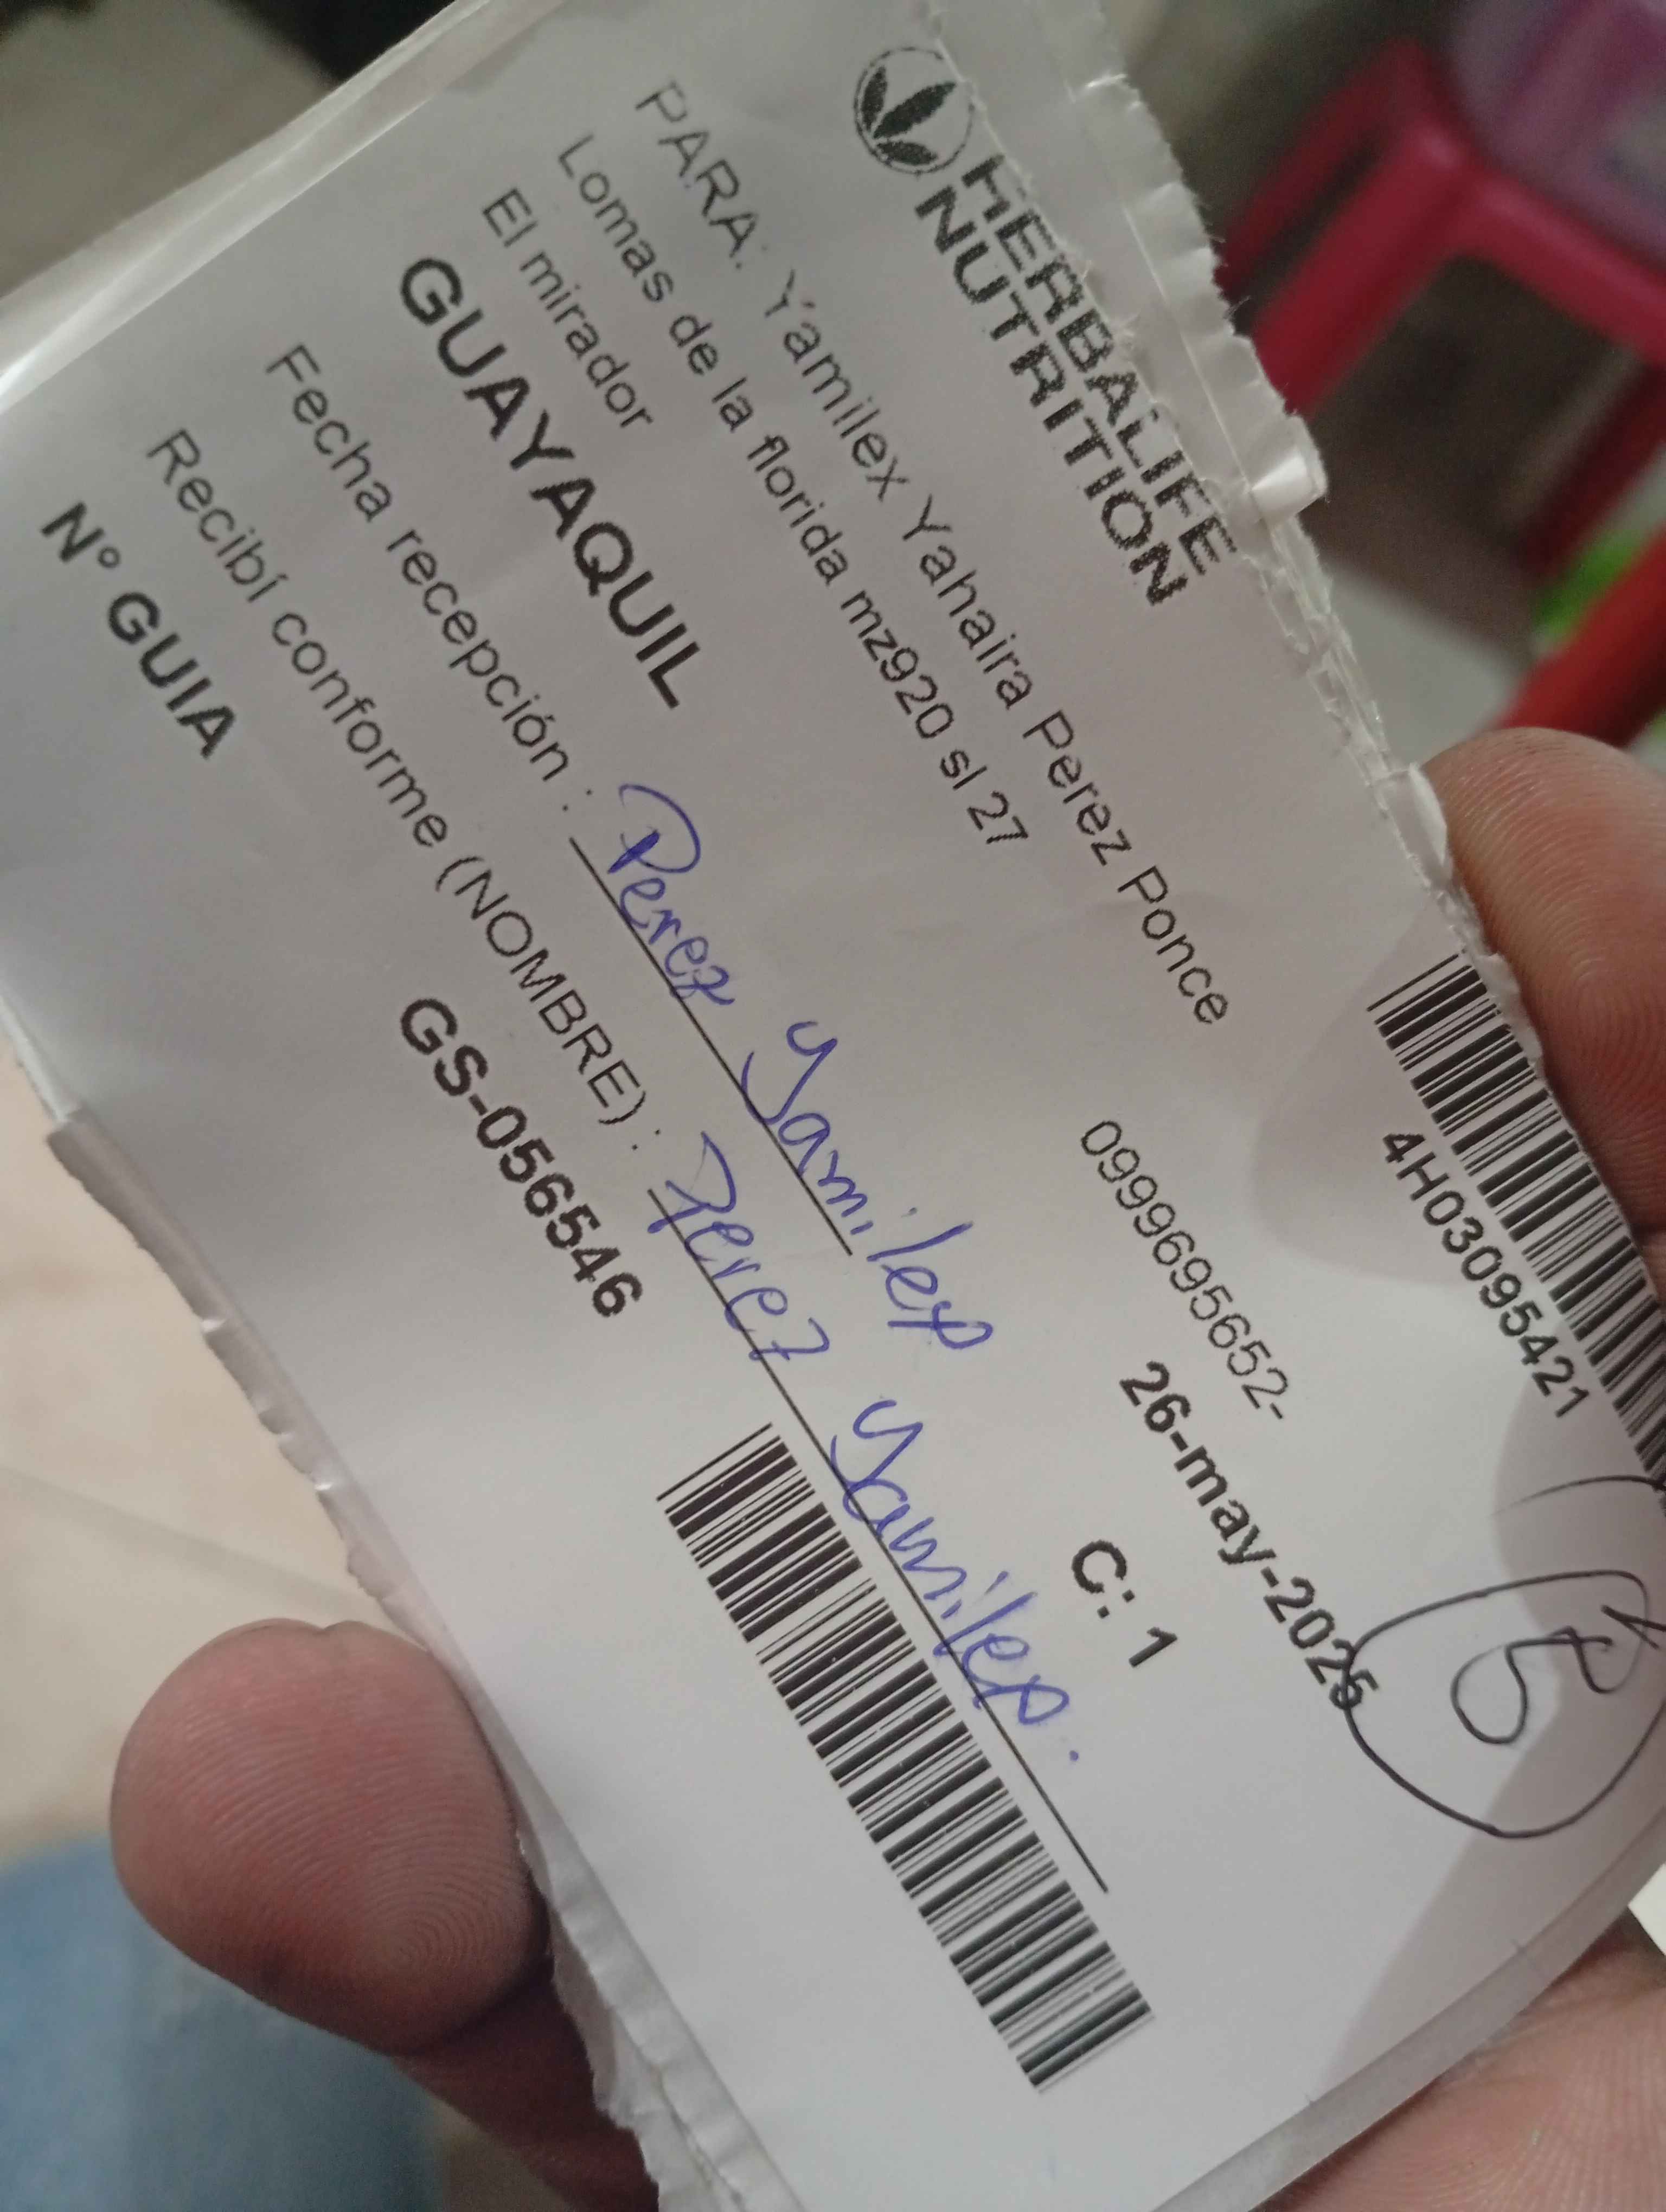 HERBALIFE
NUTRITION
4H03095421
PARA: Yamilex Yahaira Perez Ponce
0999695652-
Lomas de la florida mz920 sl 27
26-may-2025
El mirador
GUAYAQUIL
C: 1
Fecha recepción : Perez Yamilex
Recibí conforme (NOMBRE) : Perez Yamilex.
N° GUIA GS-056546